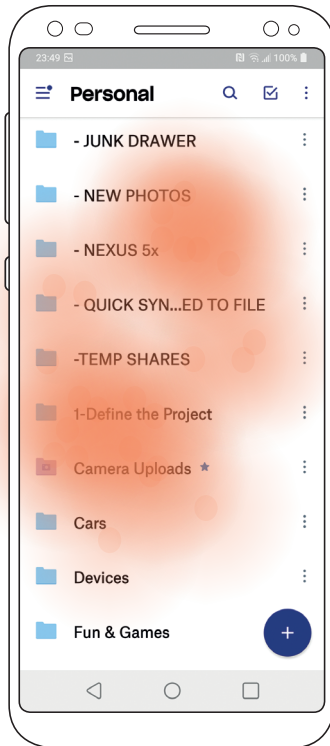 23:49 100%
Personal
- JUNK DRAWER
- NEW PHOTOS
- NEXUS 5x
- QUICK SYN...ED TO FILE
-TEMP SHARES
1-Define the Project
Camera Uploads
Cars
Devices
Fun & Games